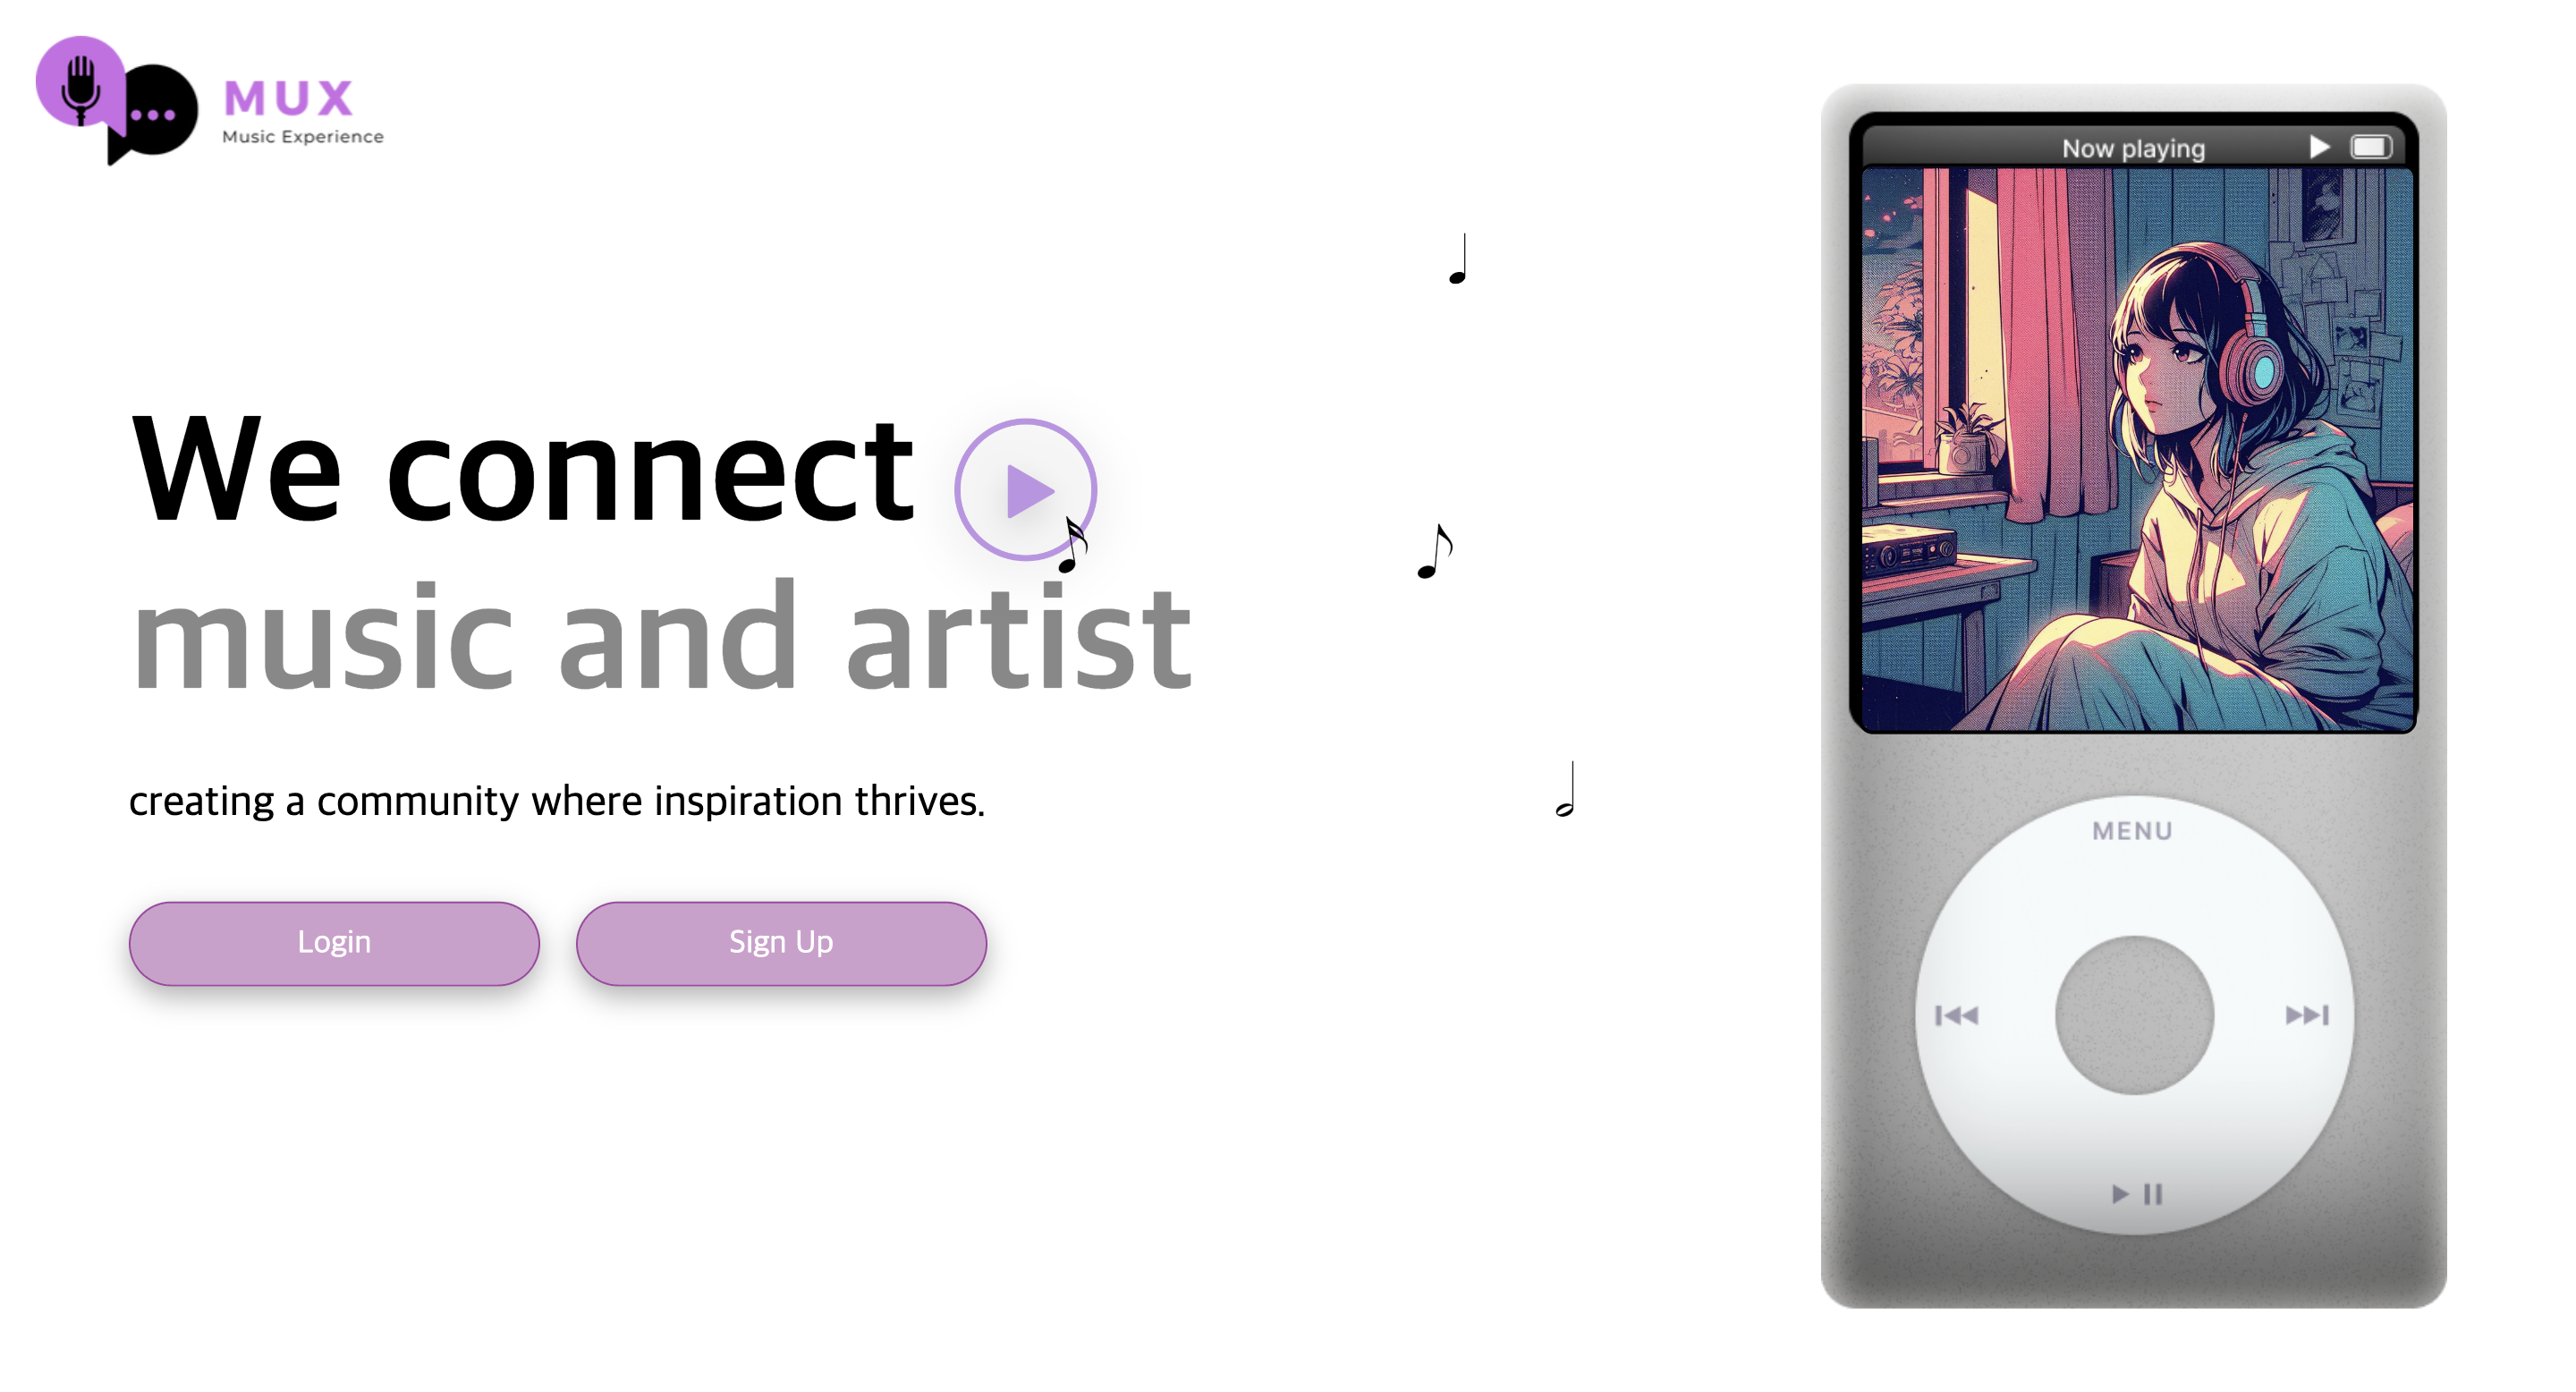 MUX
Music Experience
We connect
music and artist
creating a community where inspiration thrives.
Login
Sign Up
Now playing
MENU